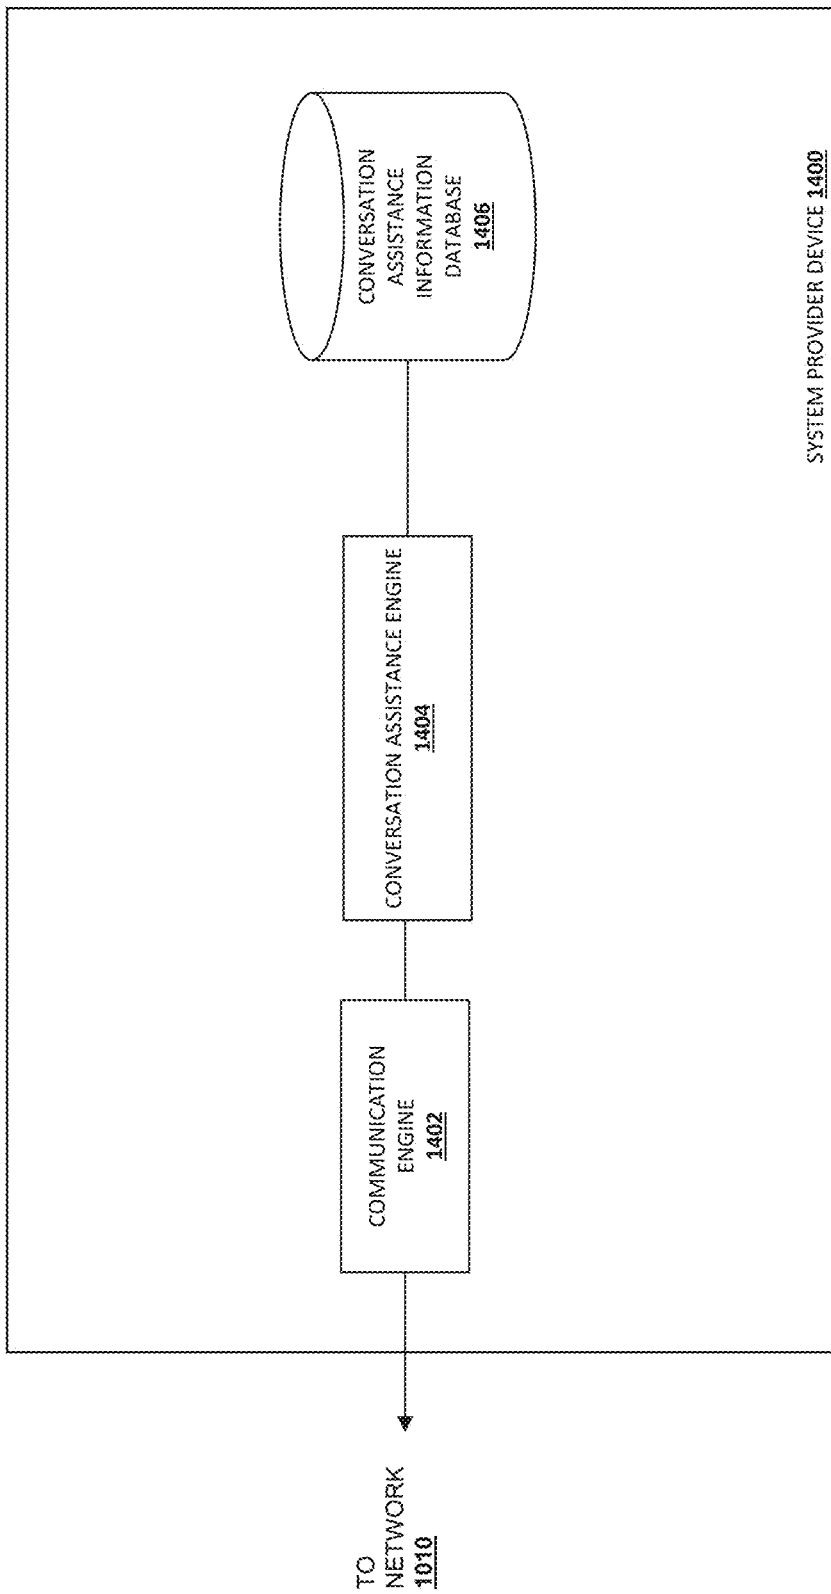 TO
NETWORK
1010
COMMUNICATION
ENGINE
1402
CONVERSATION ASSISTANCE ENGINE
1404
CONVERSATION
ASSISTANCE
INFORMATION
DATABASE
1406
SYSTEM PROVIDER DEVICE 1400